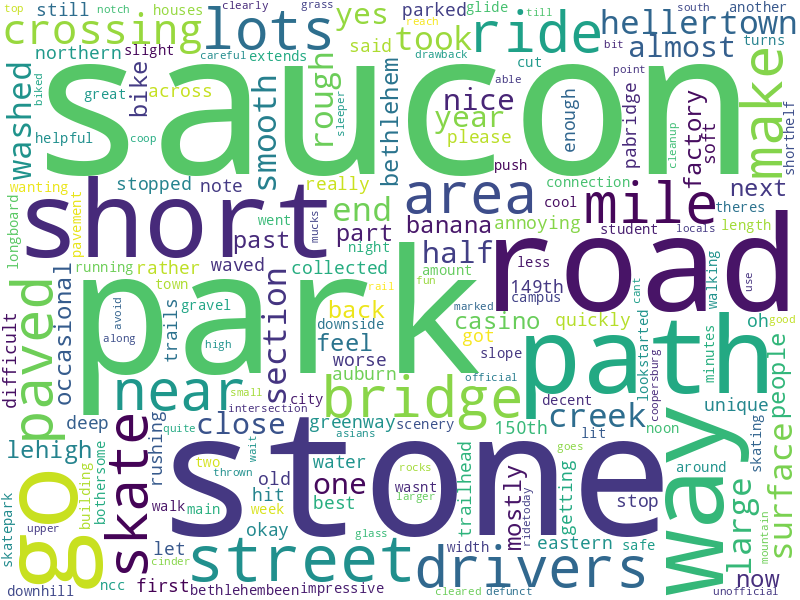 saucon
park
stone
road
short
path
way
go
street
bridge
skate
near
drivers
ride
lots
mile
area
make
paved
crossing
took
yes
hellertown
almost
nice
year
please
rough
smooth
washed
bike
bethlehem
large
surface
people
creek
close
casino
section
end
half
part
past
banana
back
feel
one
lehigh
factory
soft
pabridge
enough
next
now
mostly
eastern
getting
trailhead
unique
difficult
occasional
still
northern
parked
said
slight
houses
across
extends
great
helpful
stopped
note
really
annoying
push
cool
student
149th
150th
less
campus
connection
theres
length
walking
minutes
oh
noon
quickly
slope
decent
lit
got
amount
fun
marked
official
night
collected
downside
worse
auburn
city
greenway
scenery
water
old
hit
okay
best
main
two
week
wait
thrown
asians
quite
intersection
small
high
rail
gravel
trails
town
went
waved
running
rather
mucks
pavement
wanting
longboard
avoid
along
deep
rushing
building
bothersome
walk
let
first
bethlehembeen
impressive
ncc
cinder
upper
downhill
skatepark
wasnt
rocks
larger
glass
width
cleared
defunct
goes
ridetoday
safe
stop
around
skating
mountain
unofficial
good
use
cant
lookstarted
coopersburg
locals
cleanup
shorthelf
able
point
bit
south
reach
another
turns
till
glide
drawback
careful
cut
clearly
grass
notch
top
biked
coop
sleeper